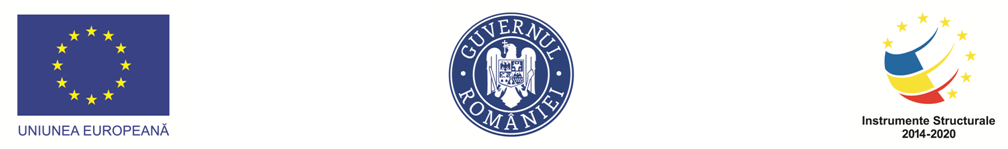 GUVERNUL
ROMÂNIEI
UNIUNEA EUROPEANĂ
Instrumente Structurale
2014-2020